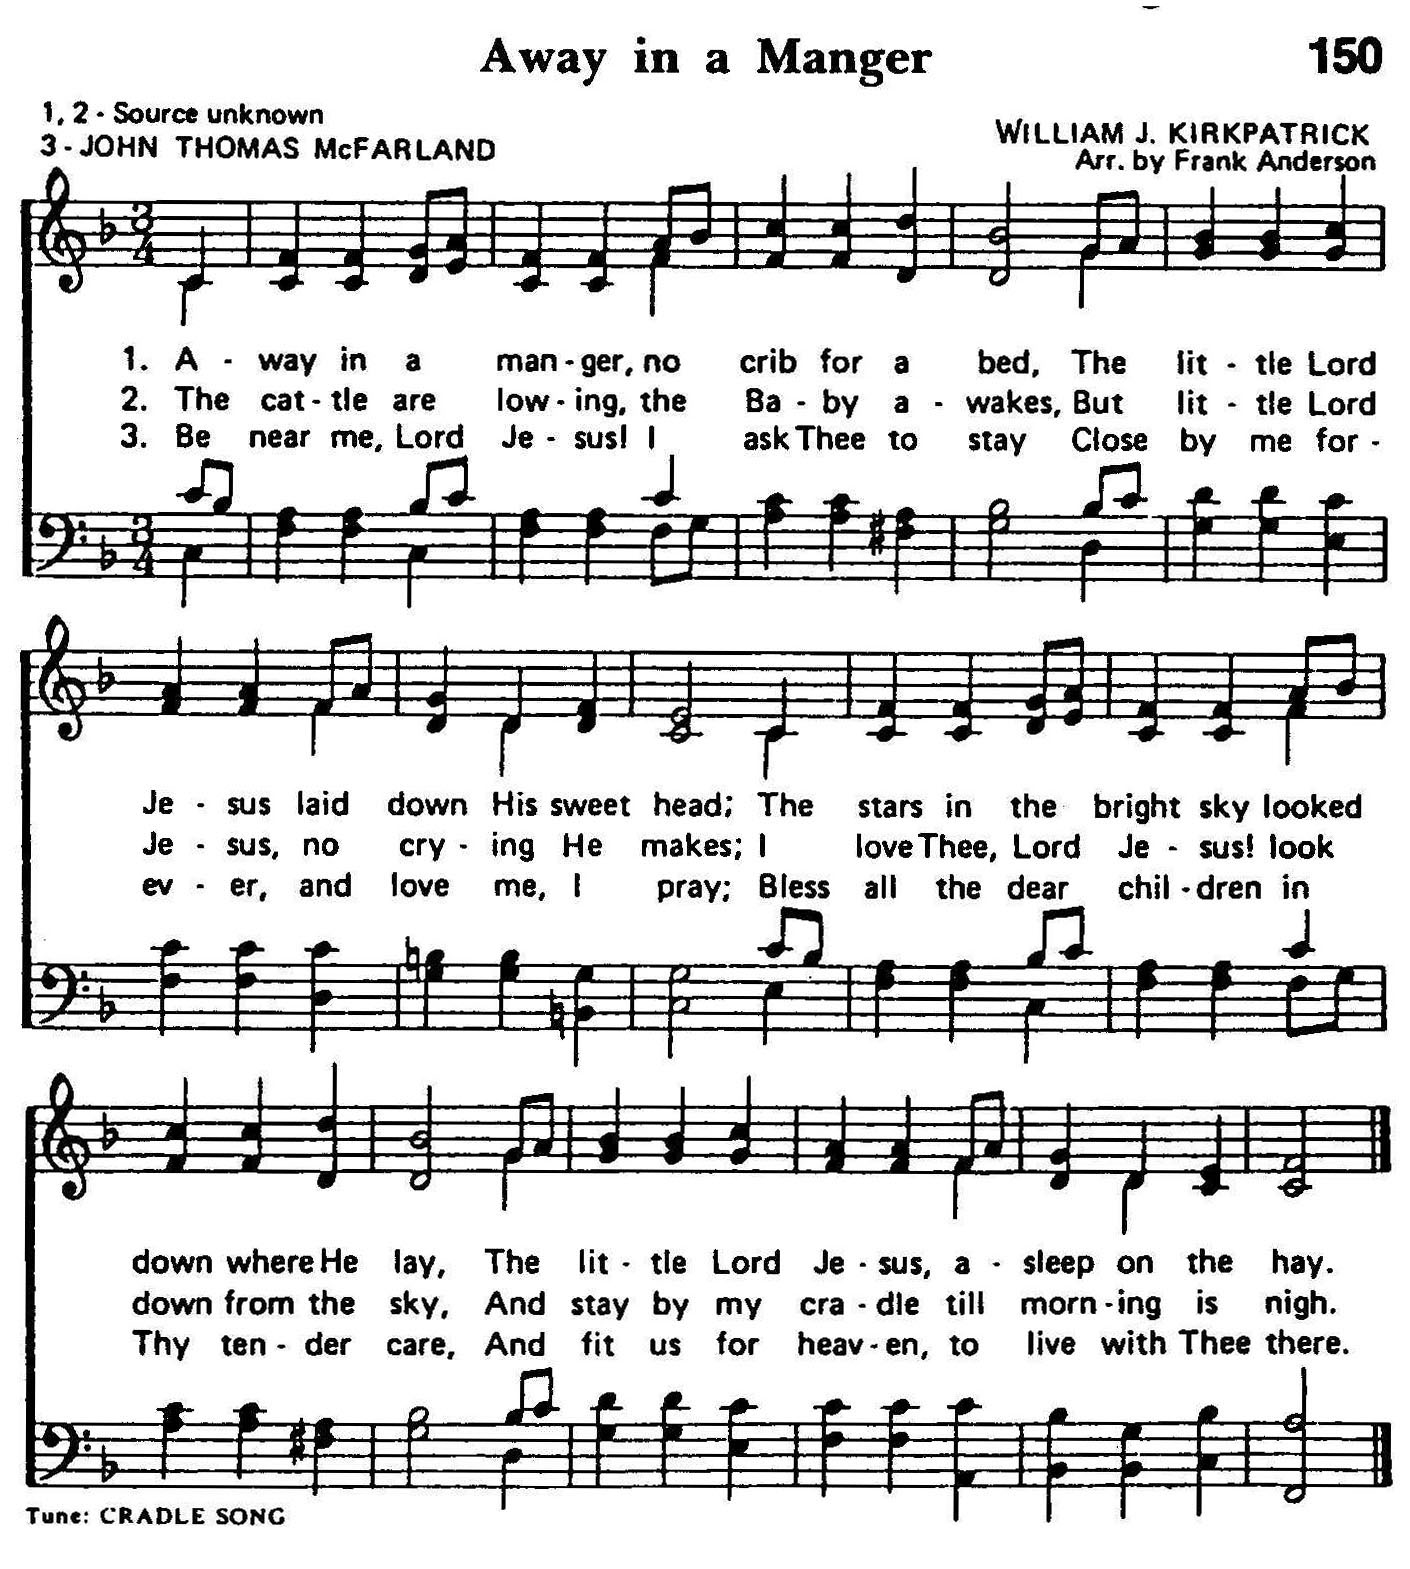 Away in a Manger 150
1, 2 - Source unknown
3 - JOHN THOMAS McFARLAND
WILLIAM J. KIRKPATRICK
Arr. by Frank Anderson
1. A - way in a man - ger, no crib for a bed, The lit - tle Lord
2. The cat - tle are low - ing, the Ba - by a - wakes, But lit - tle Lord
3. Be near me, Lord Je - sus! I ask Thee to stay Close by me for -
Je - sus laid down His sweet head; The stars in the bright sky looked
Je - sus, no cry - ing He makes; I love Thee, Lord Je - sus! look
ev - er, and love me, I pray; Bless all the dear chil - dren in
down where He lay, The lit - tle Lord Je - sus, a - sleep on the hay.
down from the sky, And stay by my cra - dle till morn - ing is nigh.
Thy ten - der care, And fit us for heav - en, to live with Thee there.
Tune: CRADLE SONG